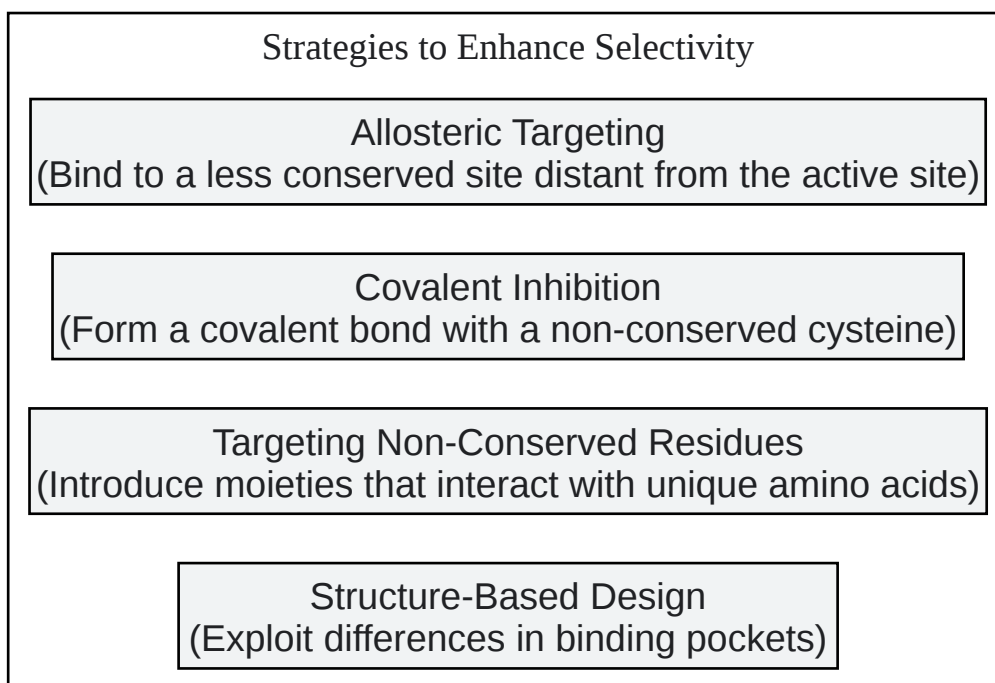 Strategies to Enhance Selectivity
Allosteric Targeting
(Bind to a less conserved site distant from the active site)
Covalent Inhibition
(Form a covalent bond with a non-conserved cysteine)
Targeting Non-Conserved Residues
(Introduce moieties that interact with unique amino acids)
Structure-Based Design
(Exploit differences in binding pockets)